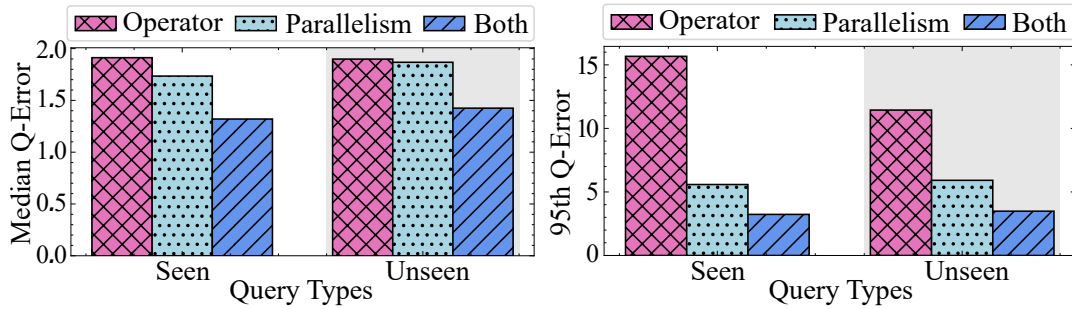 Operator Parallelism Both
Median Q-Error
2.0
1.5
1.0
0.5
0.0
Seen Unseen
Query Types
Operator Parallelism Both
95th Q-Error
15
10
5
0
Seen Unseen
Query Types